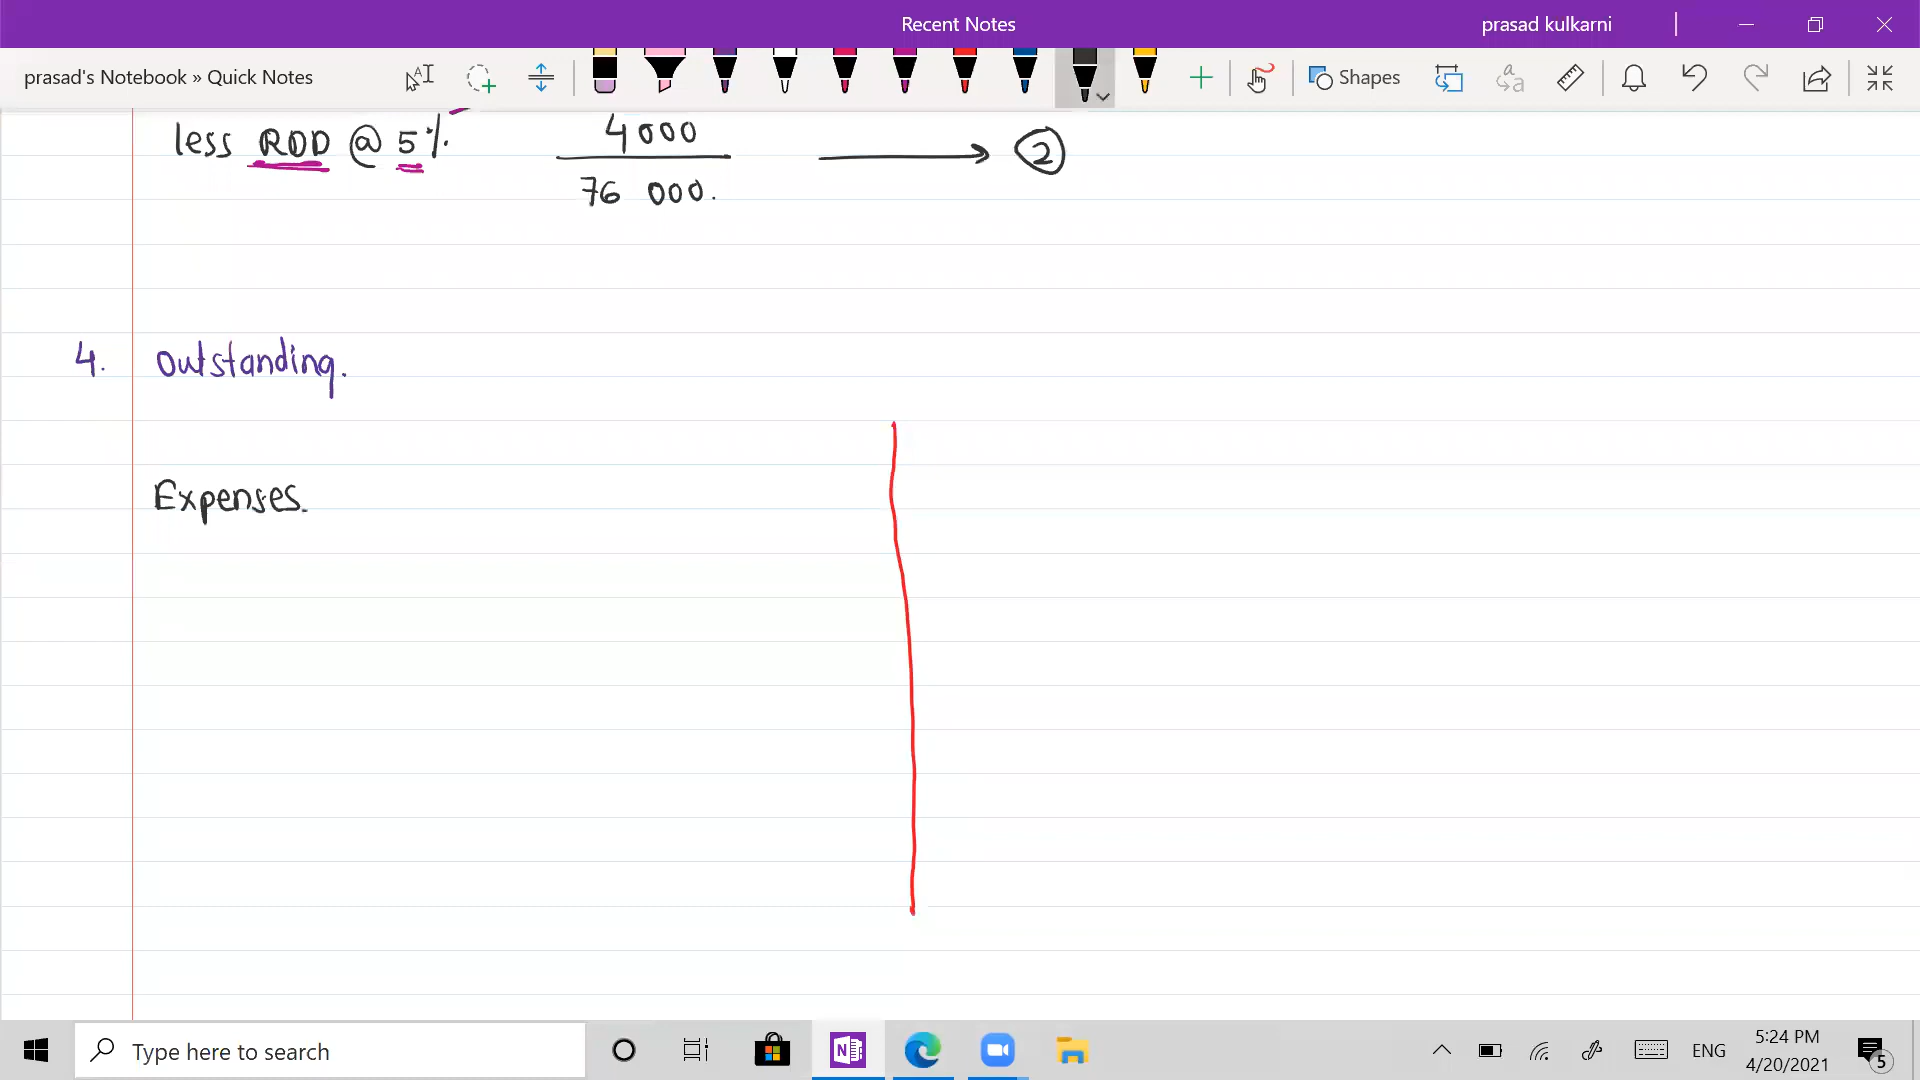 Recent Notes
prasad kulkarni
prasad's Notebook » Quick Notes
Shapes
less RDD @ 5%.
4000
2
76 000.
4. Outstanding.
Expenses.
Type here to search
ENG
5:24 PM
4/20/2021
5